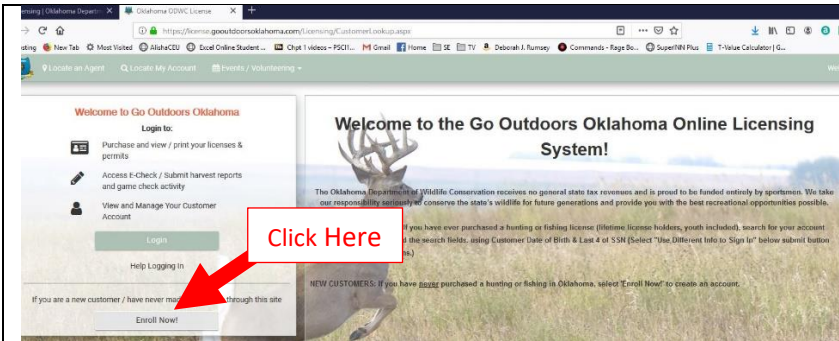 ensing | Oklahoma Departm
Oklahoma ODWC License
https://license.gooutdoorsoklahoma.com/Licensing/CustomerLookup.aspx
New Tab Most Visited @AlishaCEU Excel Online Student ... Chpt 1 videos - PSCI1... Gmail Home SE TV Deborah J. Rumsey Commands - Rage Bo... SuperNN Plus T-Value Calculator | G...
Locate an Agent Locate My Account Events / Volunteering
Welcome to Go Outdoors Oklahoma
Login to:
Purchase and view / print your licenses &
permits
Access E-Check / Submit harvest reports
and game check activity
View and Manage Your Customer
Account
Login
Help Logging In
If you are a new customer / have never mad through this site
Enroll Now!
Click Here
Welcome to the Go Outdoors Oklahoma Online Licensing
System!
The Oklahoma Department of Wildlife Conservation receives no general state tax revenues and is proud to be funded entirely by sportsmen. We take
our responsibility seriously to conserve the state's wildlife for future generations and provide you with the best recreational opportunities possible.
If you have ever purchased a hunting or fishing license (lifetime license holders, youth included), search for your account
the search fields, using Customer Date of Birth & Last 4 of SSN (Select "Use Different Info to Sign In" below submit button
NEW CUSTOMERS: If you have never purchased a hunting or fishing in Oklahoma, select 'Enroll Now!' to create an account.